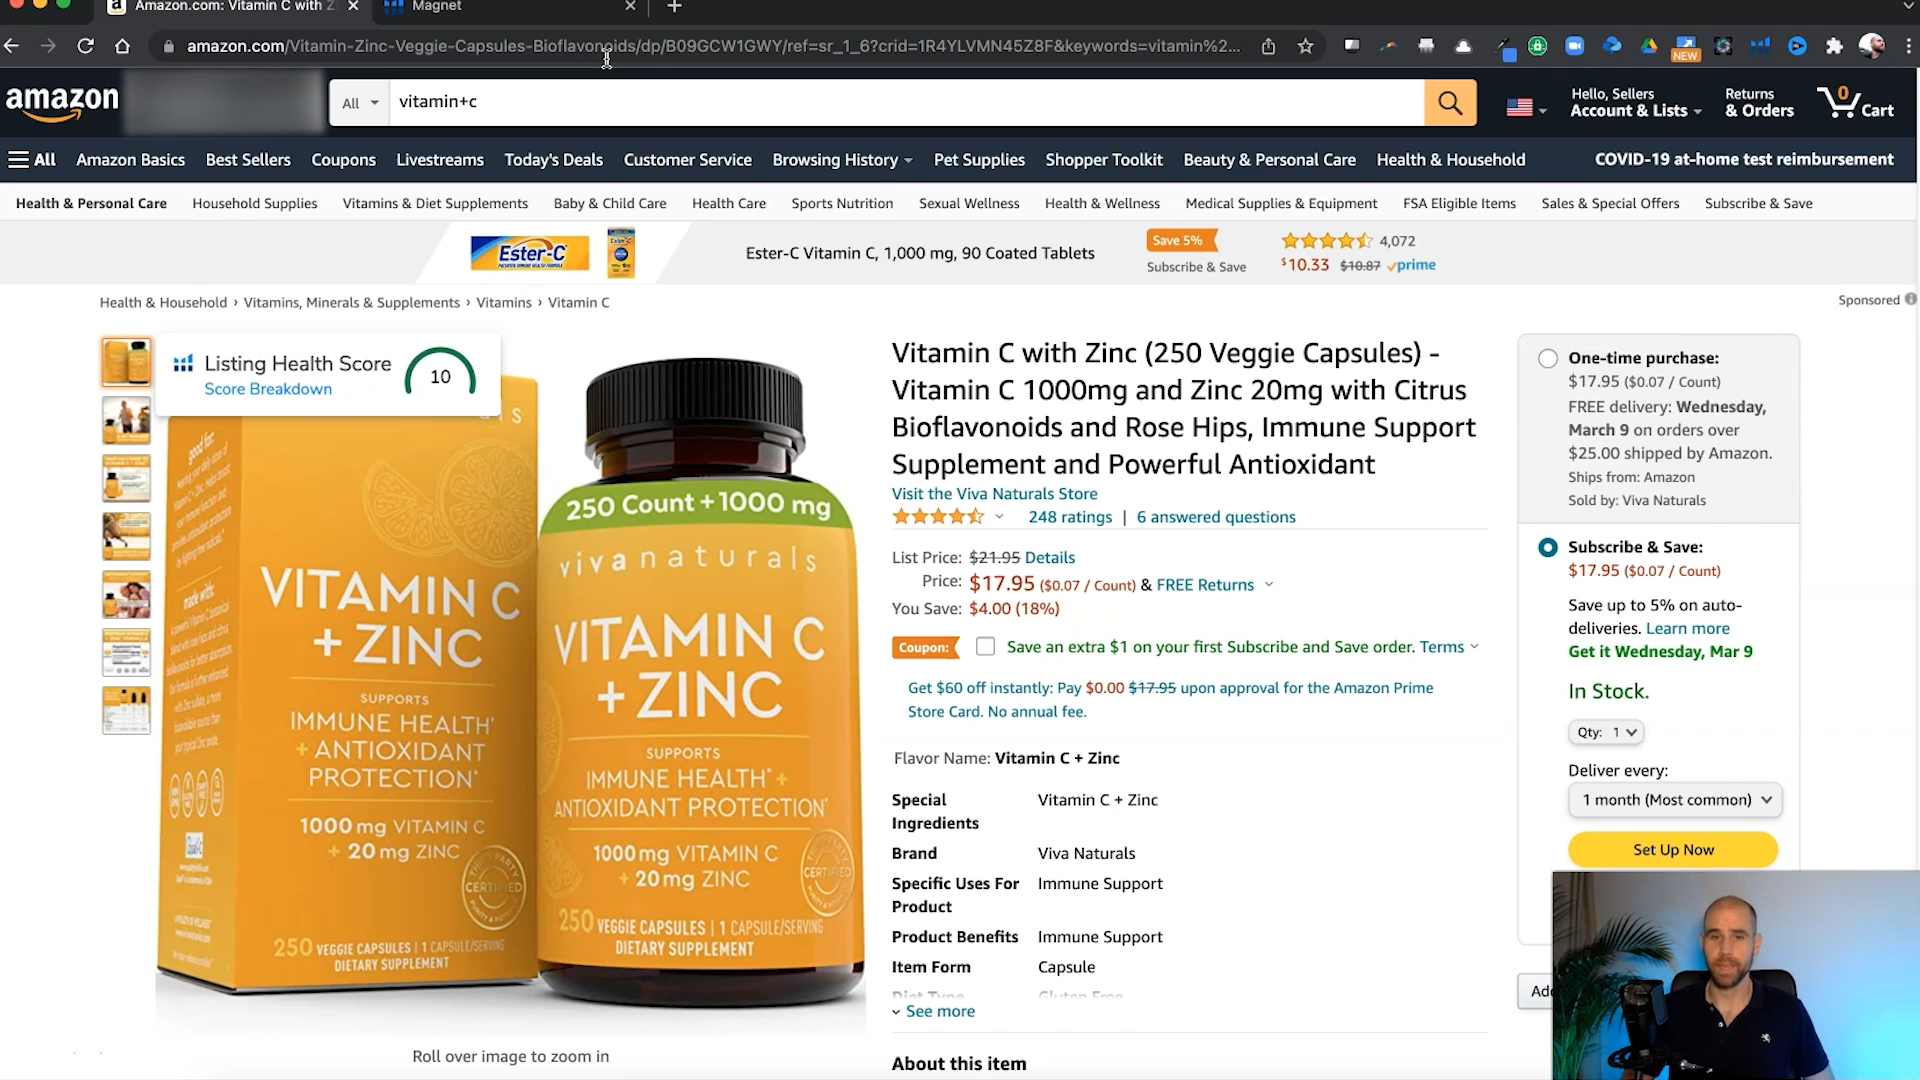 Amazon.com: Vitamin C with Z
Magnet
amazon.com/Vitamin-Zinc-Veggie-Capsules-Bioflavonoids/dp/B09GCW1GWY/ref=sr_1_6?crid=1R4YLVMN45Z8F&keywords=vitamin%2...
NEW
amazon
All
vitamin+c
Hello, Sellers
Account & Lists
Returns
& Orders
0
Cart
All
Amazon Basics
Best Sellers
Coupons
Livestreams
Today's Deals
Customer Service
Browsing History
Pet Supplies
Shopper Toolkit
Beauty & Personal Care
Health & Household
COVID-19 at-home test reimbursement
Health & Personal Care
Household Supplies
Vitamins & Diet Supplements
Baby & Child Care
Health Care
Sports Nutrition
Sexual Wellness
Health & Wellness
Medical Supplies & Equipment
FSA Eligible Items
Sales & Special Offers
Subscribe & Save
Ester-C
Ester-C Vitamin C, 1,000 mg, 90 Coated Tablets
Save 5%
Subscribe & Save
4,072
$10.33 $10.87 prime
Sponsored
Health & Household › Vitamins, Minerals & Supplements › Vitamins › Vitamin C
Listing Health Score
Score Breakdown
10
good for:
made with:
VITAMIN C
+ ZINC
SUPPORTS
IMMUNE HEALTH*
+ ANTIOXIDANT
PROTECTION*
1000 mg VITAMIN C
+ 20 mg ZINC
CERTIFIED
250 VEGGIE CAPSULES | 1 CAPSULE/SERVING
DIETARY SUPPLEMENT
250 Count + 1000 mg
vivanaturals
VITAMIN C
+ ZINC
SUPPORTS
IMMUNE HEALTH* +
ANTIOXIDANT PROTECTION*
1000mg VITAMIN C
+ 20mg ZINC
CERTIFIED
250 VEGGIE CAPSULES | 1 CAPSULE/SERVING
DIETARY SUPPLEMENT
Roll over image to zoom in
Vitamin C with Zinc (250 Veggie Capsules) -
Vitamin C 1000mg and Zinc 20mg with Citrus
Bioflavonoids and Rose Hips, Immune Support
Supplement and Powerful Antioxidant
Visit the Viva Naturals Store
248 ratings | 6 answered questions
List Price: $21.95 Details
Price: $17.95 ($0.07 / Count) & FREE Returns
You Save: $4.00 (18%)
Coupon: Save an extra $1 on your first Subscribe and Save order. Terms
Get $60 off instantly: Pay $0.00 $17.95 upon approval for the Amazon Prime
Store Card. No annual fee.
Flavor Name: Vitamin C + Zinc
Special
Ingredients
Vitamin C + Zinc
Brand
Viva Naturals
Specific Uses For
Product
Immune Support
Product Benefits
Immune Support
Item Form
Capsule
Diet Type
Gluten Free
See more
About this item
One-time purchase:
$17.95 ($0.07 / Count)
FREE delivery: Wednesday,
March 9 on orders over
$25.00 shipped by Amazon.
Ships from: Amazon
Sold by: Viva Naturals
Subscribe & Save:
$17.95 ($0.07 / Count)
Save up to 5% on auto-
deliveries. Learn more
Get it Wednesday, Mar 9
In Stock.
Qty: 1
Deliver every:
1 month (Most common)
Set Up Now
Add